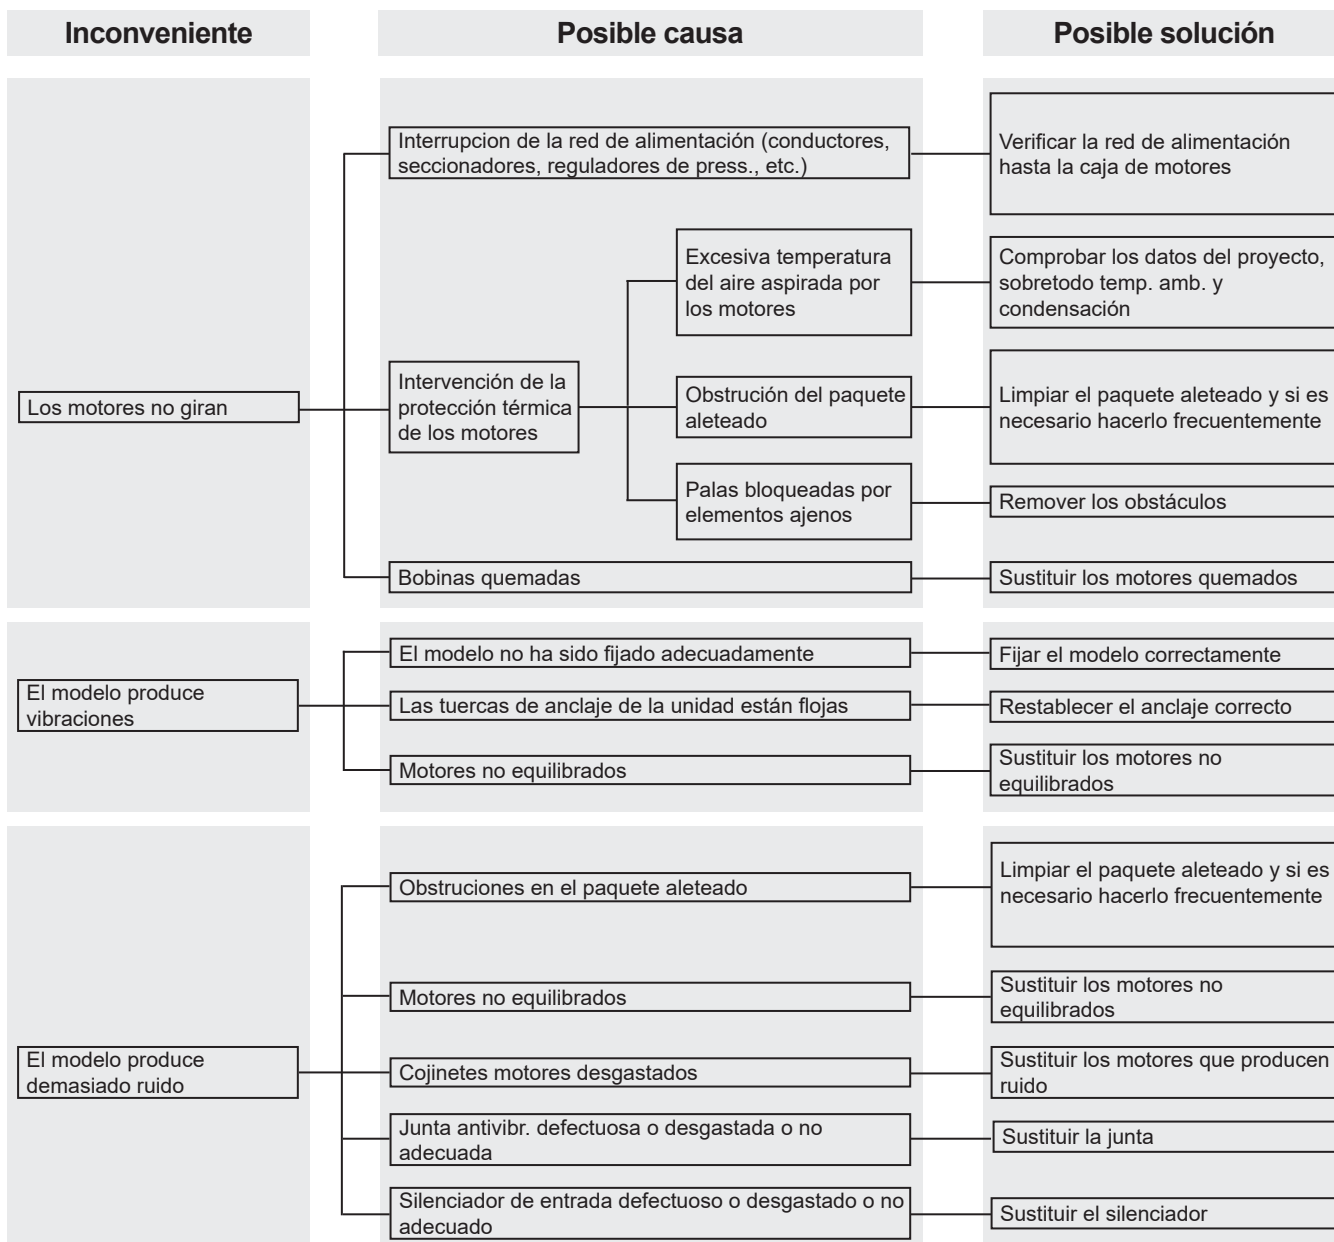 Inconveniente
Posible causa
Posible solución
Los motores no giran
Interrupcion de la red de alimentación (conductores,
seccionadores, reguladores de press., etc.)
Verificar la red de alimentación
hasta la caja de motores
Intervención de la
protección térmica
de los motores
Excesiva temperatura
del aire aspirada por
los motores
Comprobar los datos del proyecto,
sobretodo temp. amb. y
condensación
Obstrución del paquete
aleteado
Limpiar el paquete aleteado y si es
necesario hacerlo frecuentemente
Palas bloqueadas por
elementos ajenos
Remover los obstáculos
Bobinas quemadas
Sustituir los motores quemados
El modelo produce
vibraciones
El modelo no ha sido fijado adecuadamente
Fijar el modelo correctamente
Las tuercas de anclaje de la unidad están flojas
Restablecer el anclaje correcto
Motores no equilibrados
Sustituir los motores no
equilibrados
El modelo produce
demasiado ruido
Obstruciones en el paquete aleteado
Limpiar el paquete aleteado y si es
necesario hacerlo frecuentemente
Motores no equilibrados
Sustituir los motores no
equilibrados
Cojinetes motores desgastados
Sustituir los motores que producen
ruido
Junta antivibr. defectuosa o desgastada o no
adecuada
Sustituir la junta
Silenciador de entrada defectuoso o desgastado o no
adecuado
Sustituir el silenciador